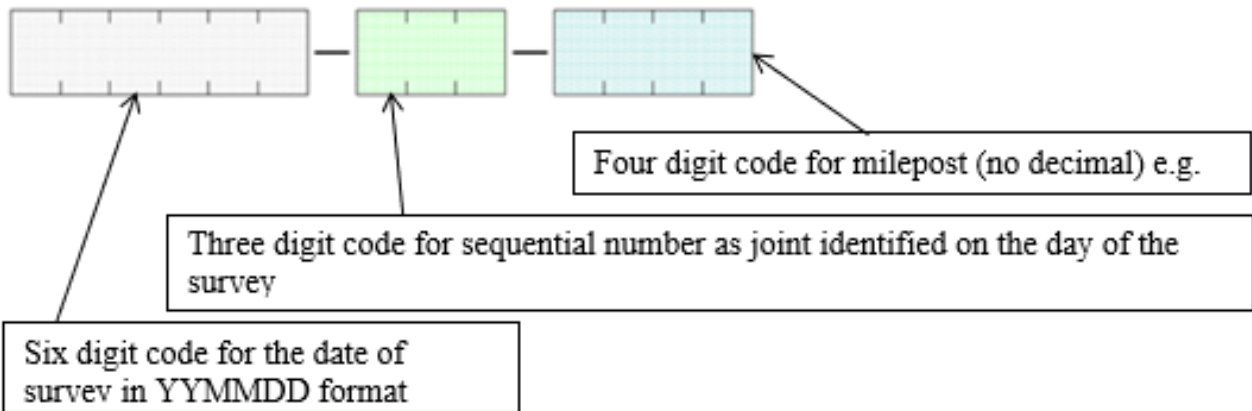 Four digit code for milepost (no decimal) e.g.
Three digit code for sequential number as joint identified on the day of the
survey
Six digit code for the date of
survey in YYMMDD format